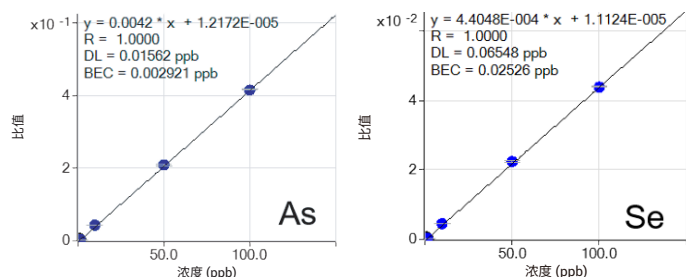 x10 -1
y = 0.0042 * x + 1.2172E-005
R = 1.0000
DL = 0.01562 ppb
BEC = 0.002921 ppb
4
2
0
比值
50.0
100.0
浓度 (ppb)
As
x10 -2
y = 4.4048E-004 * x + 1.1124E-005
R = 1.0000
DL = 0.06548 ppb
BEC = 0.02526 ppb
4
2
0
比值
50.0
100.0
浓度 (ppb)
Se